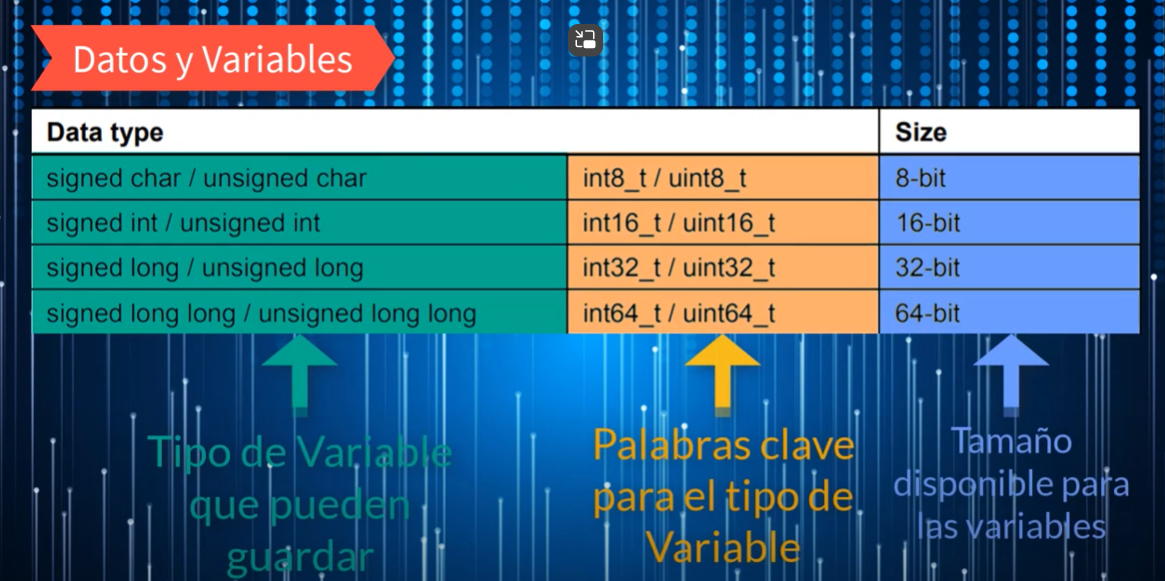 Datos y Variables
Data type Size
signed char / unsigned char int8_t / uint8_t 8-bit
signed int / unsigned int int16_t / uint16_t 16-bit
signed long / unsigned long int32_t / uint32_t 32-bit
signed long long / unsigned long long int64_t / uint64_t 64-bit
Tipo de Variable
que pueden
guardar
Palabras clave
para el tipo de
Variable
Tamaño
disponible para
las variables